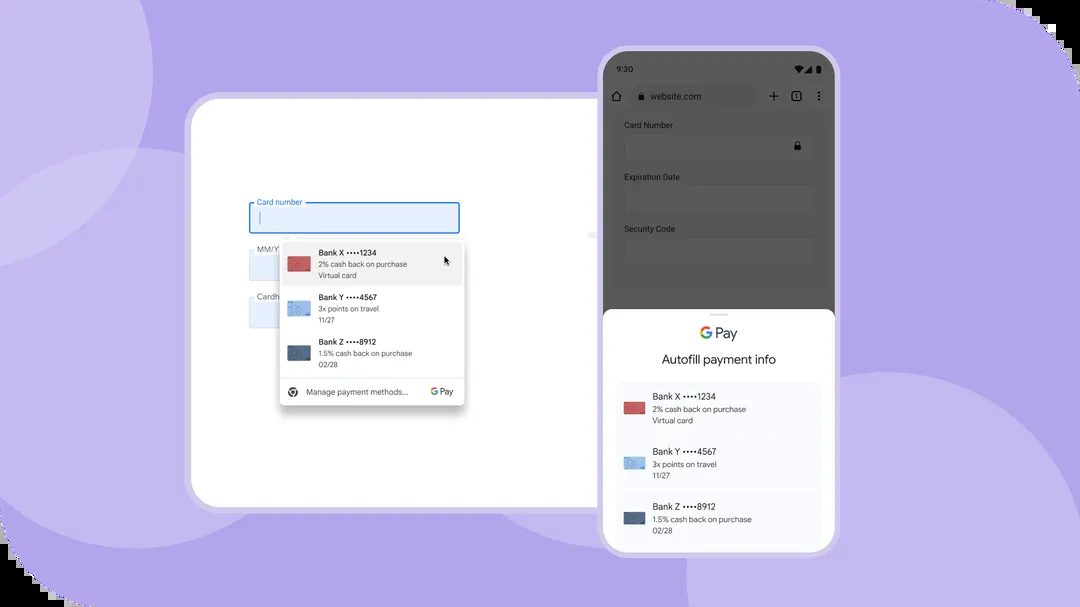 Card number
MM/Y
Cardh
Bank X ••••1234
2% cash back on purchase
Virtual card
Bank Y ••••4567
3x points on travel
11/27
Bank Z ••••8912
1.5% cash back on purchase
02/28
Manage payment methods...
G Pay
9:30
website.com
1
Card Number
Expiration Date
Security Code
G Pay
Autofill payment info
Bank X ••••1234
2% cash back on purchase
Virtual card
Bank Y ••••4567
3x points on travel
11/27
Bank Z ••••8912
1.5% cash back on purchase
02/28